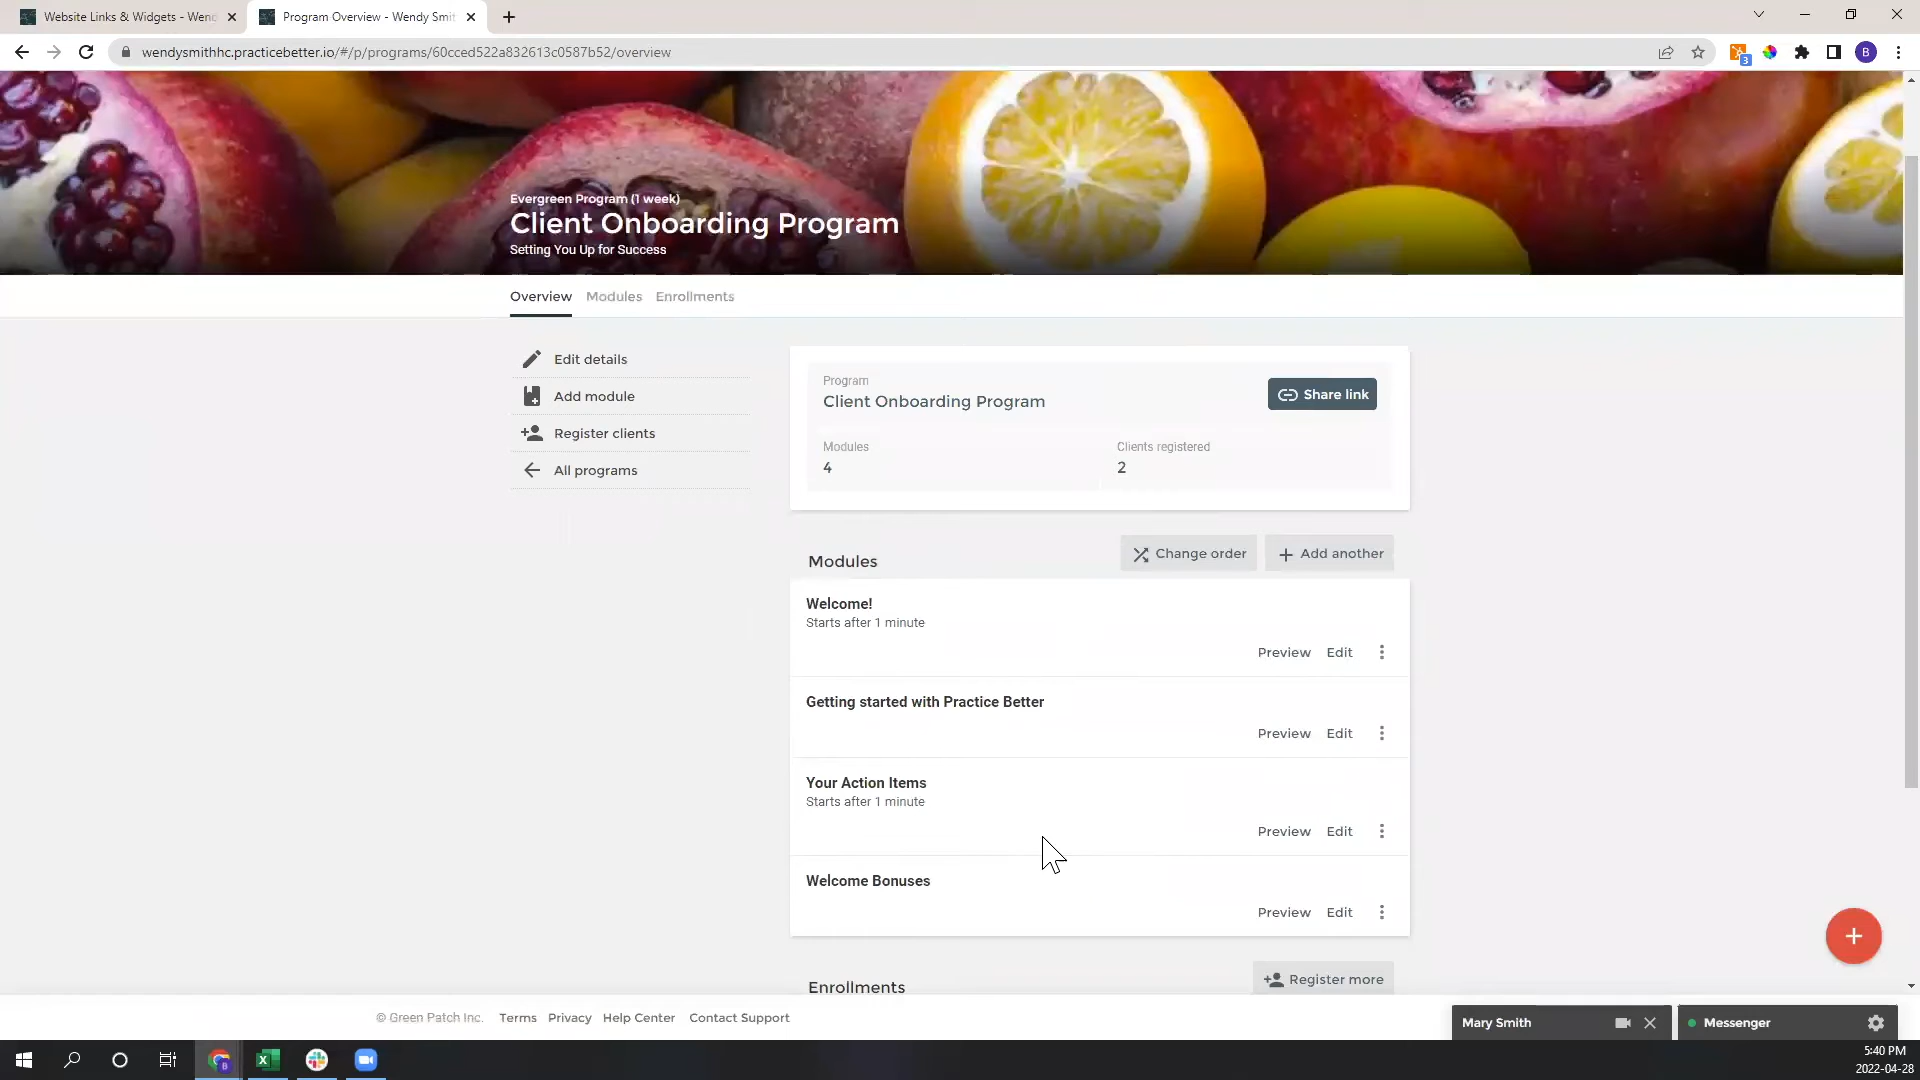 Website Links & Widgets - Wend
Program Overview - Wendy Smit
wendysmithhc.practicebetter.io/#/p/programs/60cced522a832613c0587b52/overview
3
B
Evergreen Program (1 week)
Client Onboarding Program
Setting You Up for Success
Overview
Modules
Enrollments
Edit details
Add module
Register clients
All programs
Program
Client Onboarding Program
Share link
Modules
4
Clients registered
2
Modules
Change order
Add another
Welcome!
Starts after 1 minute
Preview Edit
Getting started with Practice Better
Preview Edit
Your Action Items
Starts after 1 minute
Preview Edit
Welcome Bonuses
Preview Edit
Enrollments
Register more
© Green Patch Inc. Terms Privacy Help Center Contact Support
Mary Smith
Messenger
5:40 PM
2022-04-28